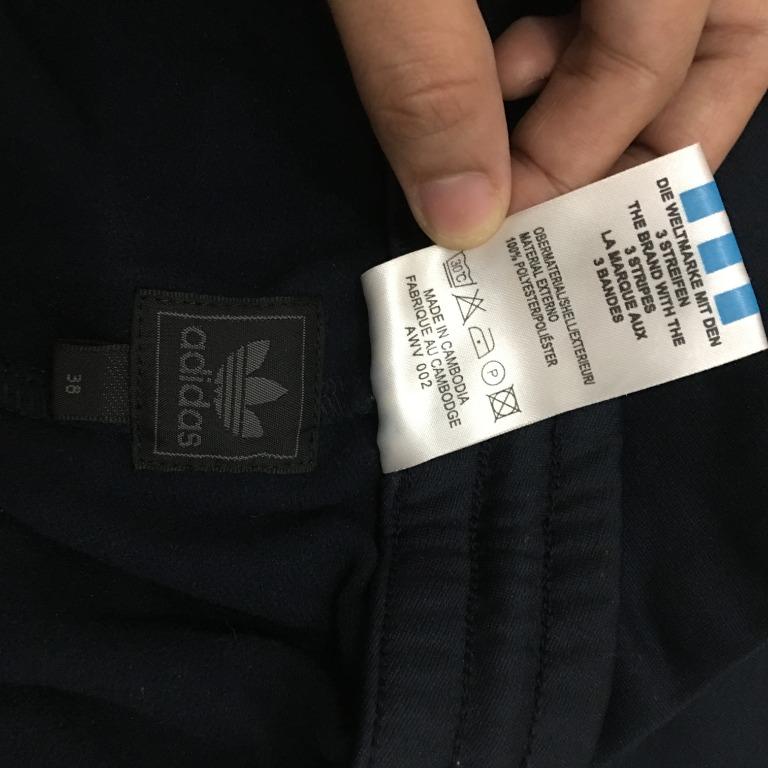 DIE WELTMARKE MIT DEN
3 STREIFEN
THE BRAND WITH THE
3 STRIPES
LA MARQUE AUX
3 BANDES
OBERMATERIAL/SHELL/EXTERIEUR/
MATERIAL EXTERNO
100% POLYESTER/POLIÉSTER
30°C
P
MADE IN CAMBODIA
FABRIQUE AU CAMBODGE
AWV 002
adidas
38